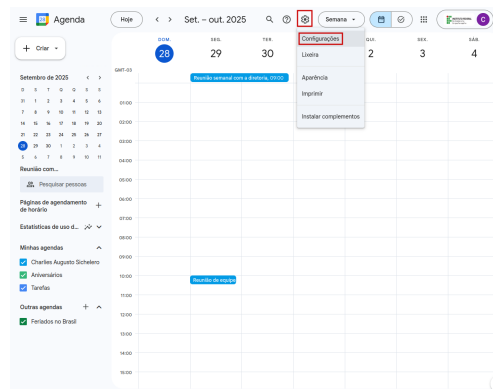 Agenda
Hoje
Set. – out. 2025
Semana
C
Criar
Configurações
Lixeira
Aparência
Imprimir
Instalar complementos
DOM. SEG. TER. QUI. SEX. SÁB.
28 29 30 2 3 4
GMT-03
Reunião semanal com a diretoria, 09:00
Setembro de 2025
D S T Q Q S S
31 1 2 3 4 5 6
7 8 9 10 11 12 13
14 15 16 17 18 19 20
21 22 23 24 25 26 27
28 29 30 1 2 3 4
5 6 7 8 9 10 11
Reunião com...
Pesquisar pessoas
Páginas de agendamento
de horário
Estatísticas de uso d...
Minhas agendas
Charlies Augusto Sichelero
Aniversários
Tarefas
Outras agendas
Feriados no Brasil
01:00
02:00
03:00
04:00
05:00
06:00
07:00
08:00
09:00
10:00
Reunião de equipe
11:00
12:00
13:00
14:00
15:00